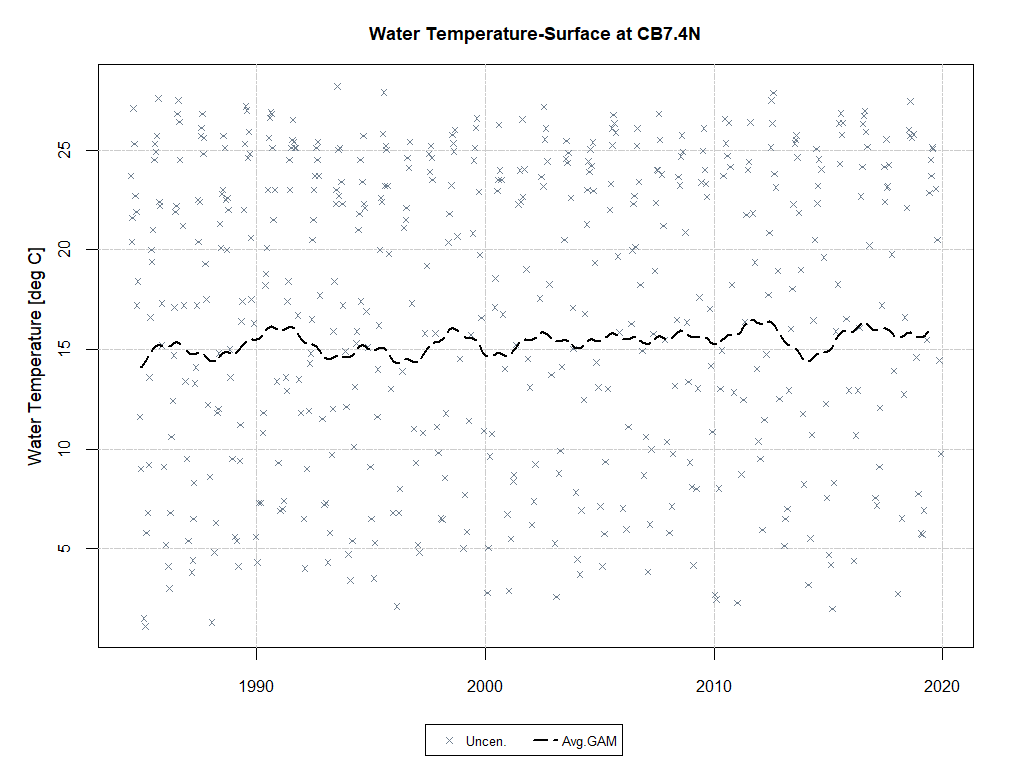 Water Temperature-Surface at CB7.4N
Water Temperature [deg C]
25
20
15
10
5
1990
2000
2010
2020
Uncen.
Avg.GAM